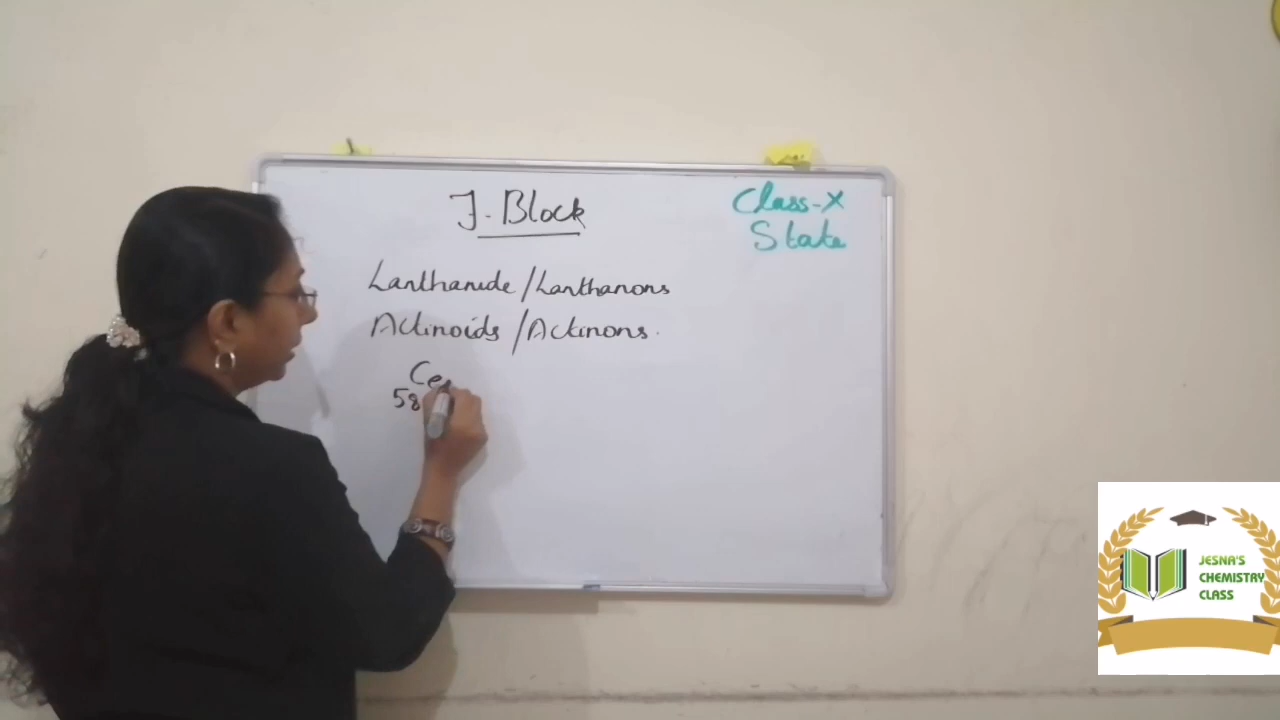 F-Block
Class-X
State
Lanthanide/Lanthanons
Actinoids/Actinons.
Ce
58
JESNA'S
CHEMISTRY
CLASS